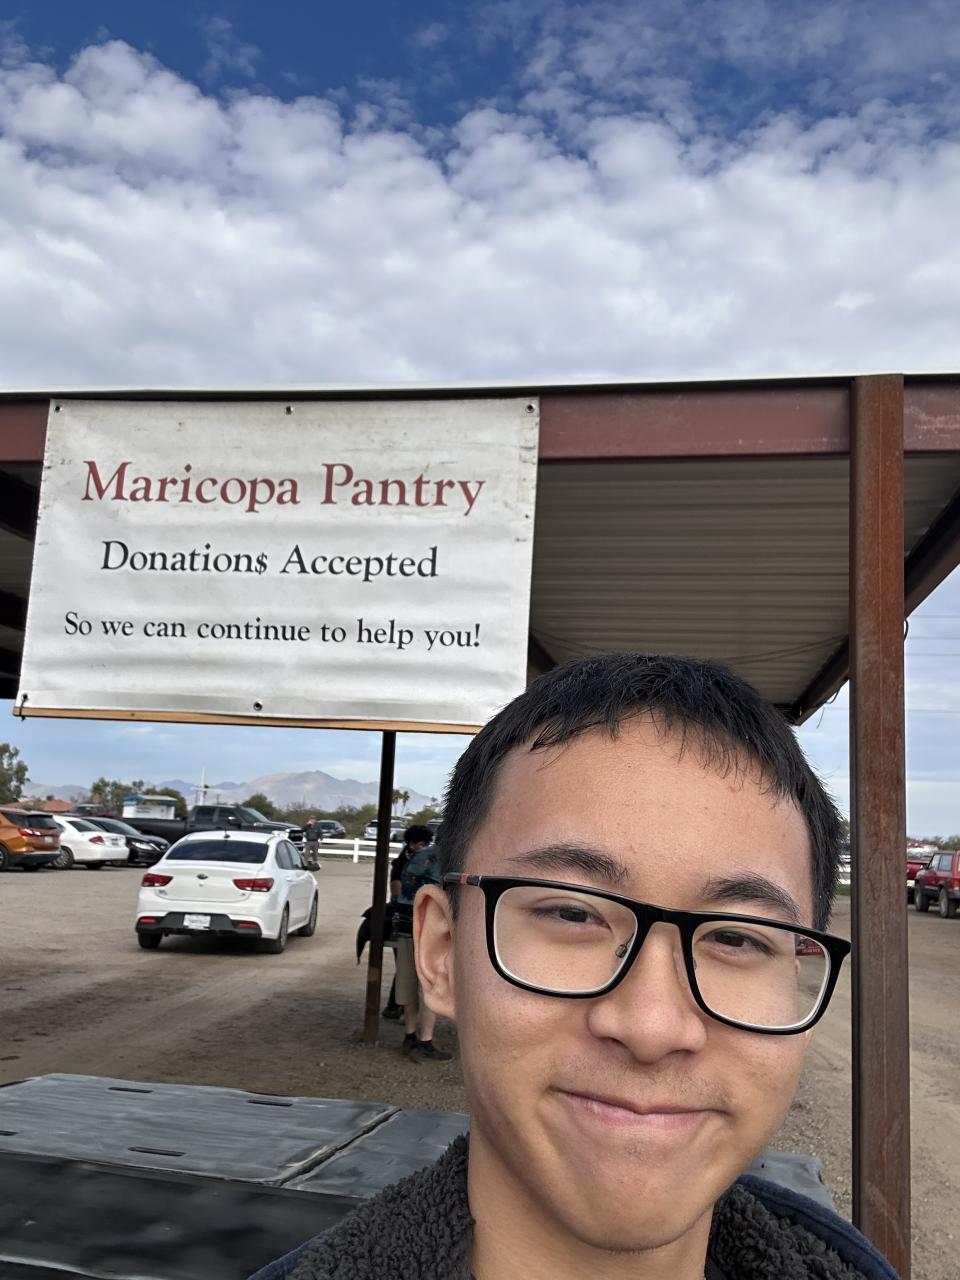 Maricopa Pantry
Donation$ Accepted
So we can continue to help you!